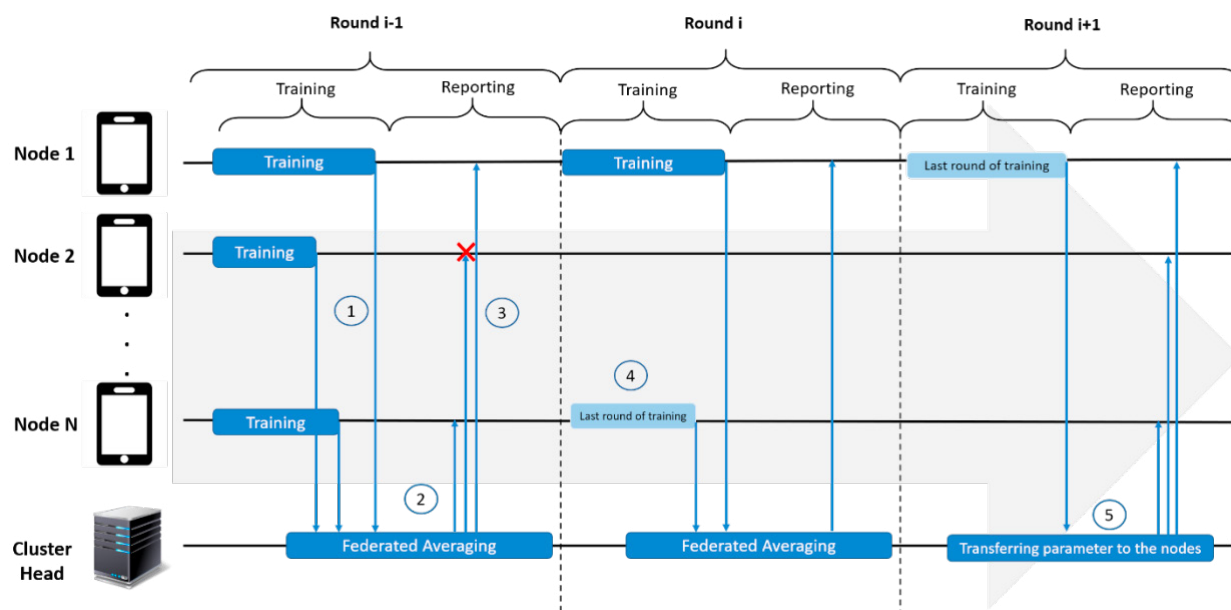 Round i-1
Round i
Round i+1
Training
Reporting
Training
Reporting
Training
Reporting
Node 1
Training
Training
Last round of training
Node 2
Training
1
3
.
.
.
4
Node N
Training
Last round of training
2
5
Cluster
Head
Federated Averaging
Federated Averaging
Transferring parameter to the nodes